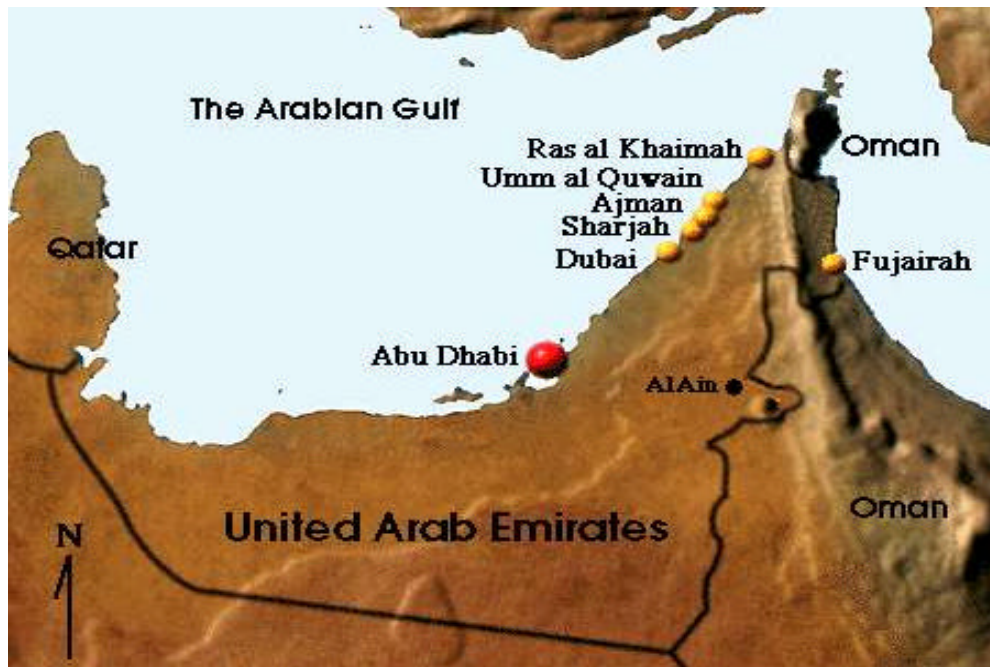 The Arabian Gulf
Ras al Khaimah
Oman
Umm al Quwain
Ajman
Sharjah
Qatar
Dubai
Fujairah
Abu Dhabi
AlAin
Oman
United Arab Emirates
N